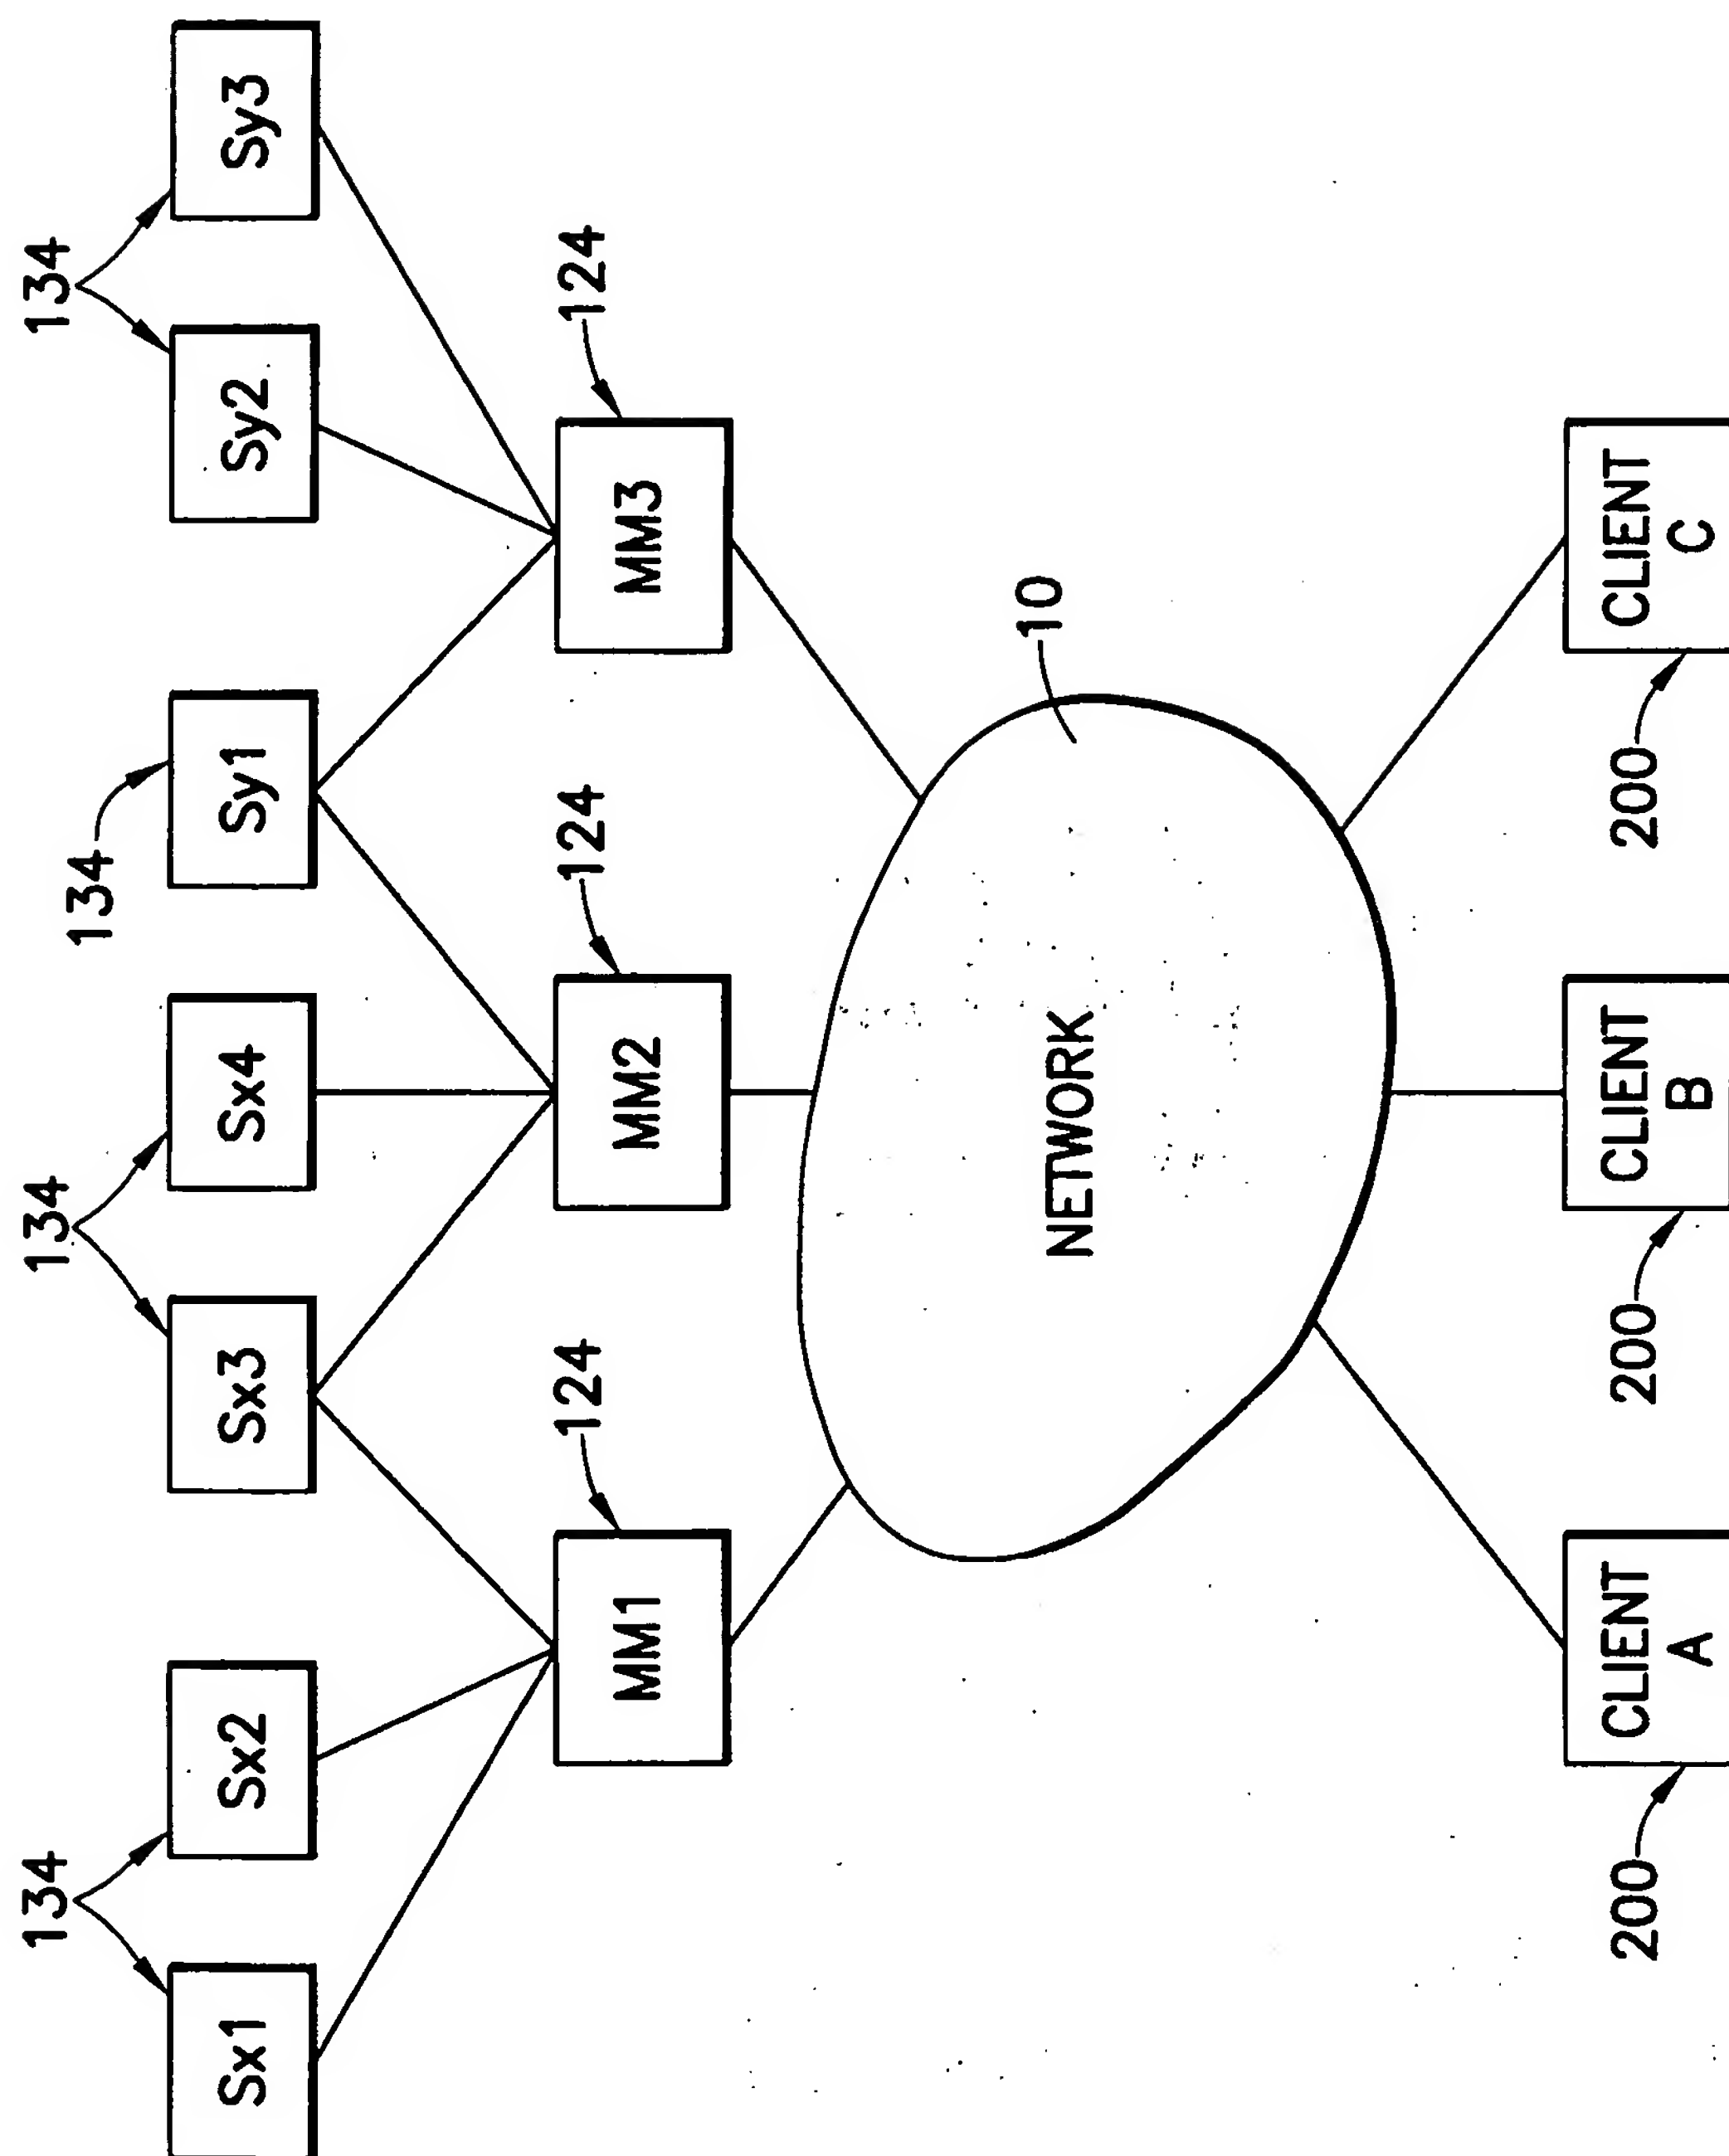 134
134
134
134
Sx1
Sx2
Sx3
Sx4
Sy1
Sy2
Sy3
124
124
124
MM1
MM2
MM3
10
NETWORK
200
CLIENT
A
200
CLIENT
B
200
CLIENT
C